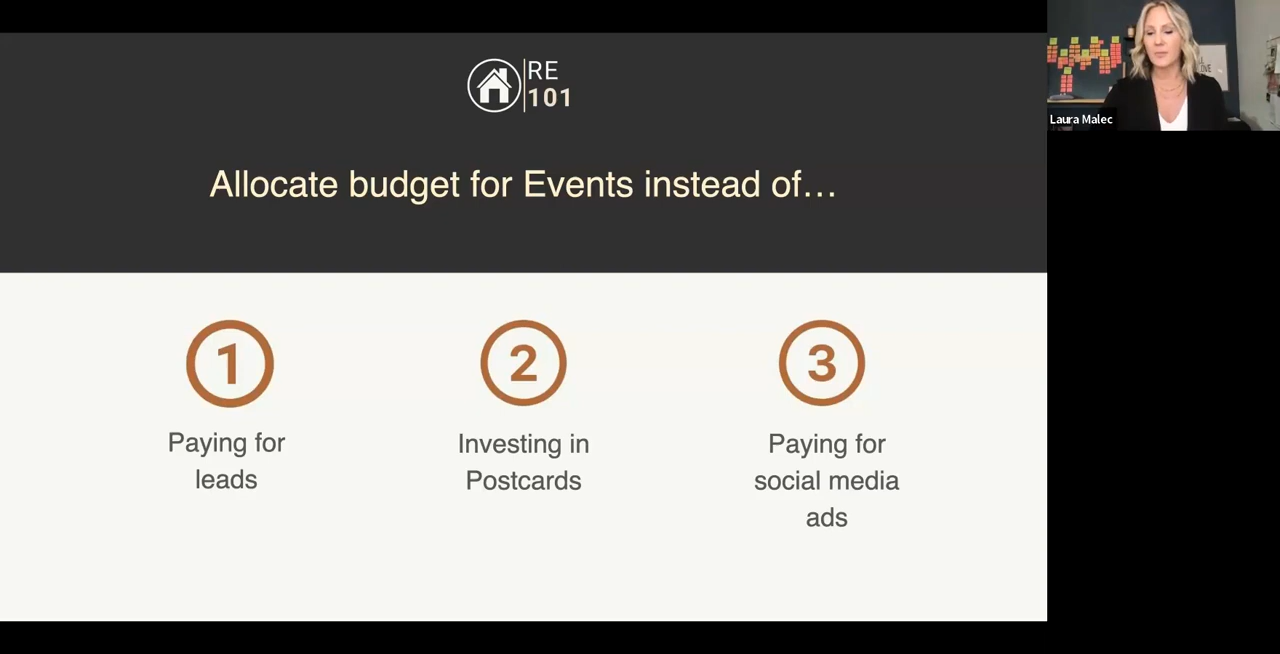 RE
101
Allocate budget for Events instead of…
1
2
3
Paying for
leads
Investing in
Postcards
Paying for
social media
ads
Laura Malec